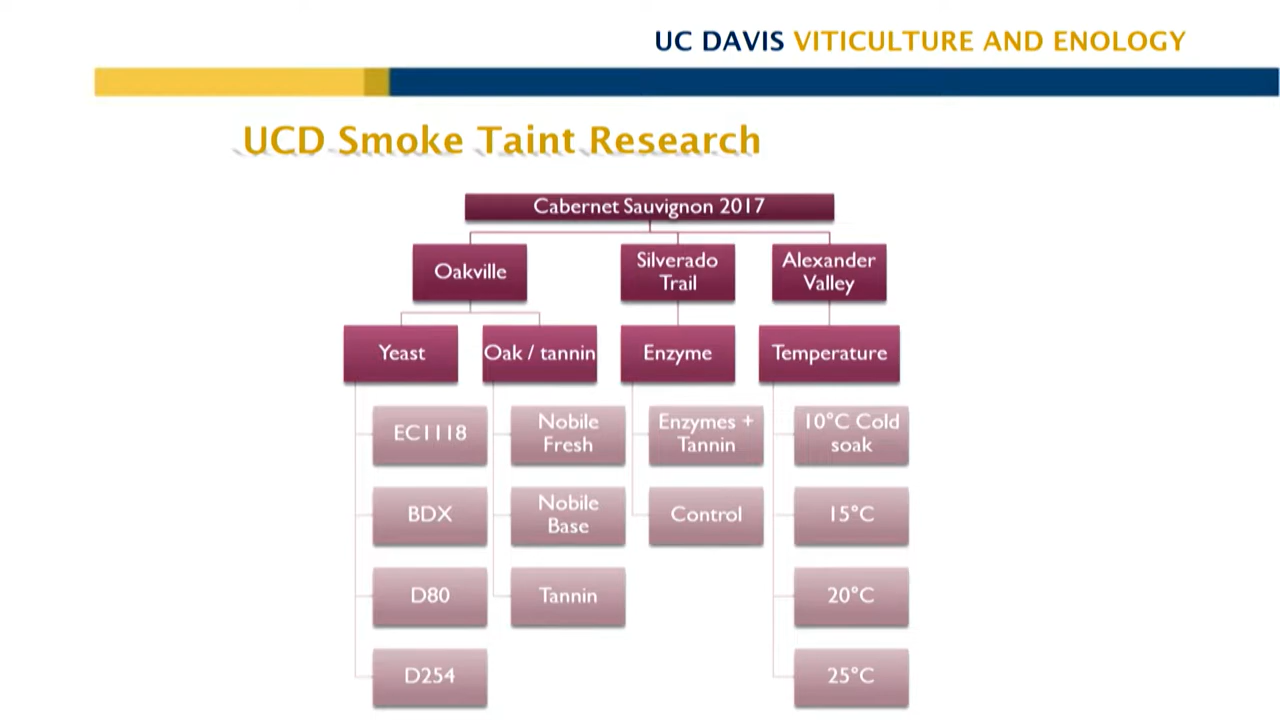 UC DAVIS VITICULTURE AND ENOLOGY
UCD Smoke Taint Research
Cabernet Sauvignon 2017
Oakville
Silverado
Trail
Alexander
Valley
Yeast
Oak / tannin
Enzyme
Temperature
EC1118
Nobile
Fresh
Enzymes +
Tannin
10°C Cold
soak
BDX
Nobile
Base
Control
15°C
D80
Tannin
20°C
D254
25°C